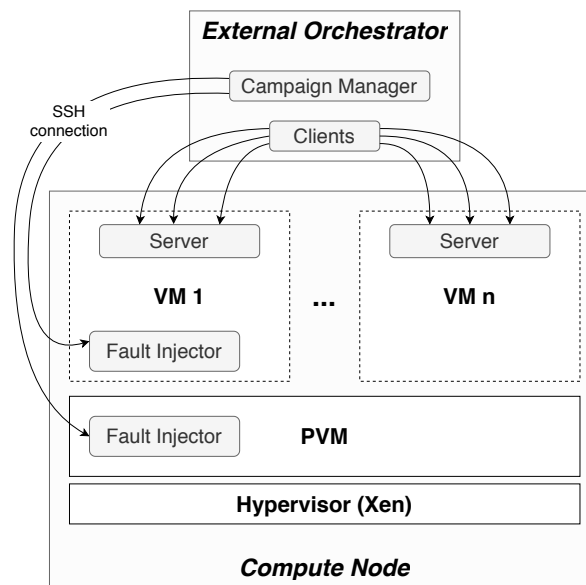 External Orchestrator
Campaign Manager
SSH
connection
Clients
Server
Server
VM 1
...
VM n
Fault Injector
Fault Injector
PVM
Hypervisor (Xen)
Compute Node